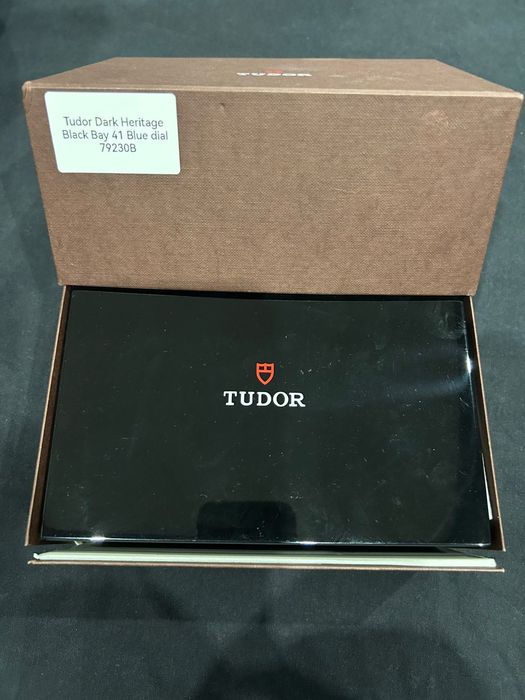 TUDOR
Tudor Dark Heritage
Black Bay 41 Blue dial
79230B
TUDOR